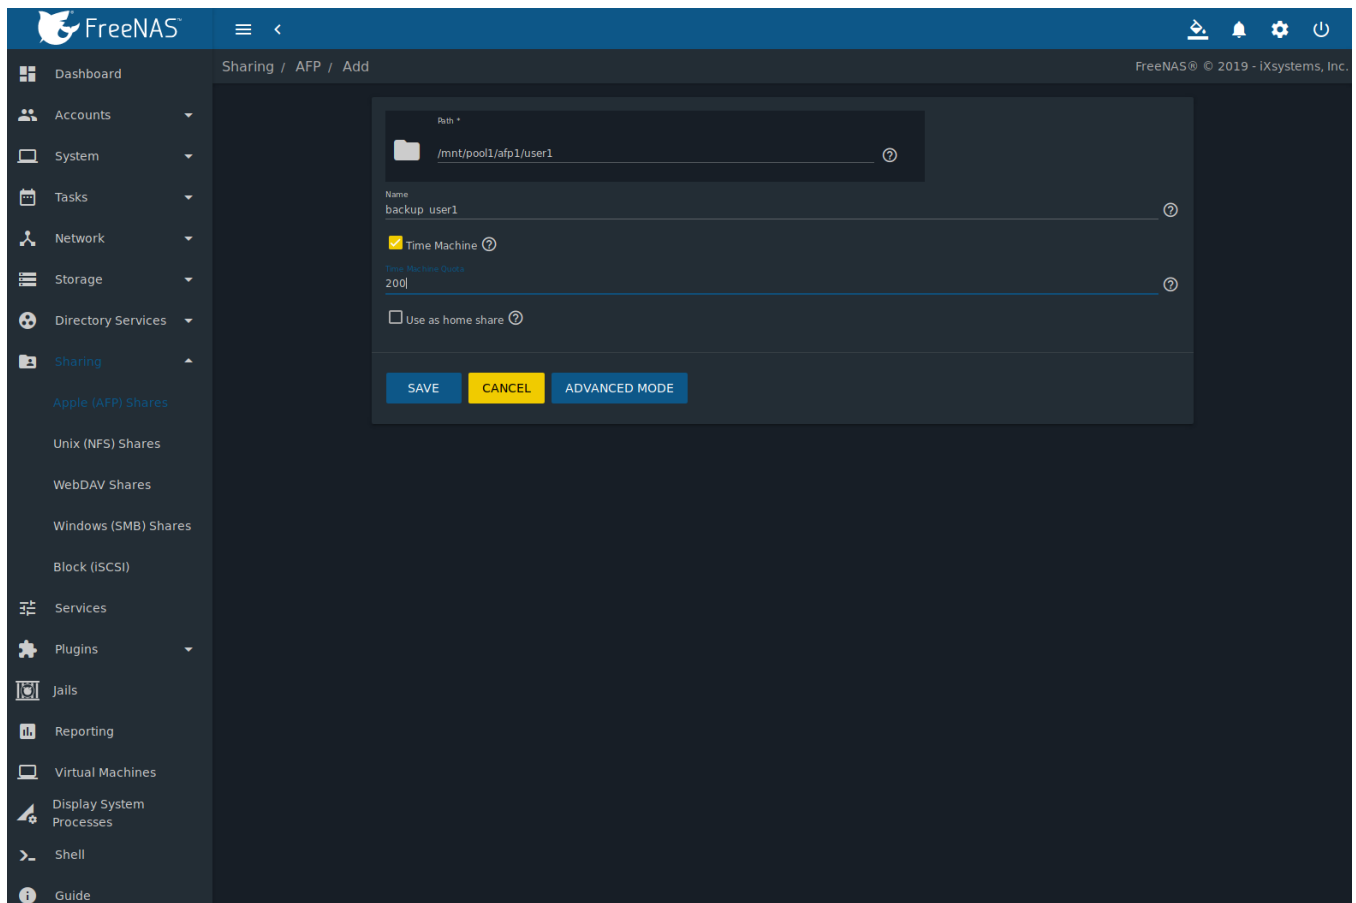 FreeNAS™
Sharing / AFP / Add
FreeNAS® © 2019 - iXsystems, Inc.
Dashboard
Accounts
System
Tasks
Network
Storage
Directory Services
Sharing
Apple (AFP) Shares
Unix (NFS) Shares
WebDAV Shares
Windows (SMB) Shares
Block (iSCSI)
Services
Plugins
Jails
Reporting
Virtual Machines
Display System
Processes
Shell
Guide
Path *
/mnt/pool1/afp1/user1
Name
backup_user1
Time Machine
Time Machine Quota
200
Use as home share
SAVE CANCEL ADVANCED MODE